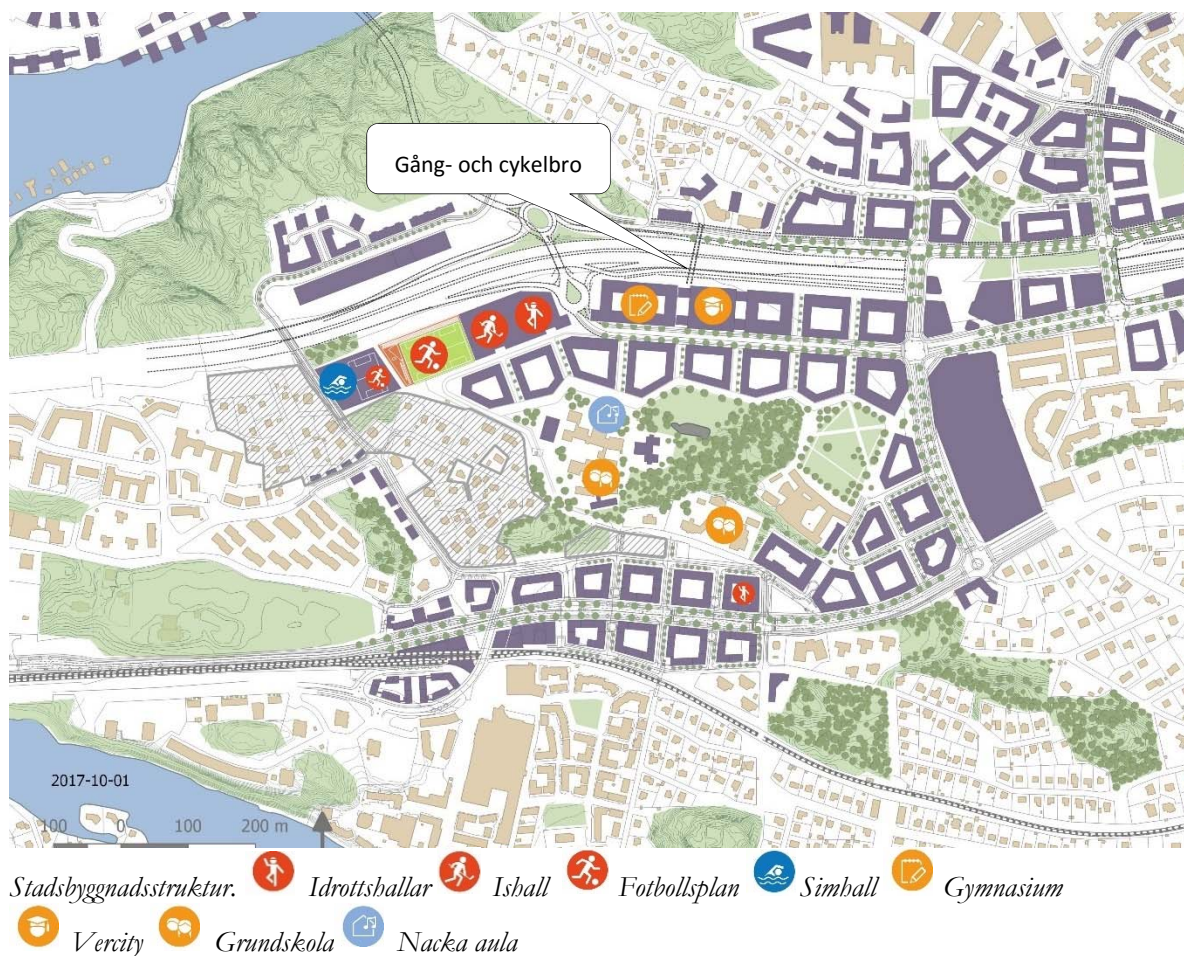 Gång- och cykelbro
2017-10-01
100 0 100 200 m
Stadsbyggnadsstruktur. Idrottshallar Ishall Fotbollsplan Simhall Gymnasium
Vercity Grundskola Nacka aula